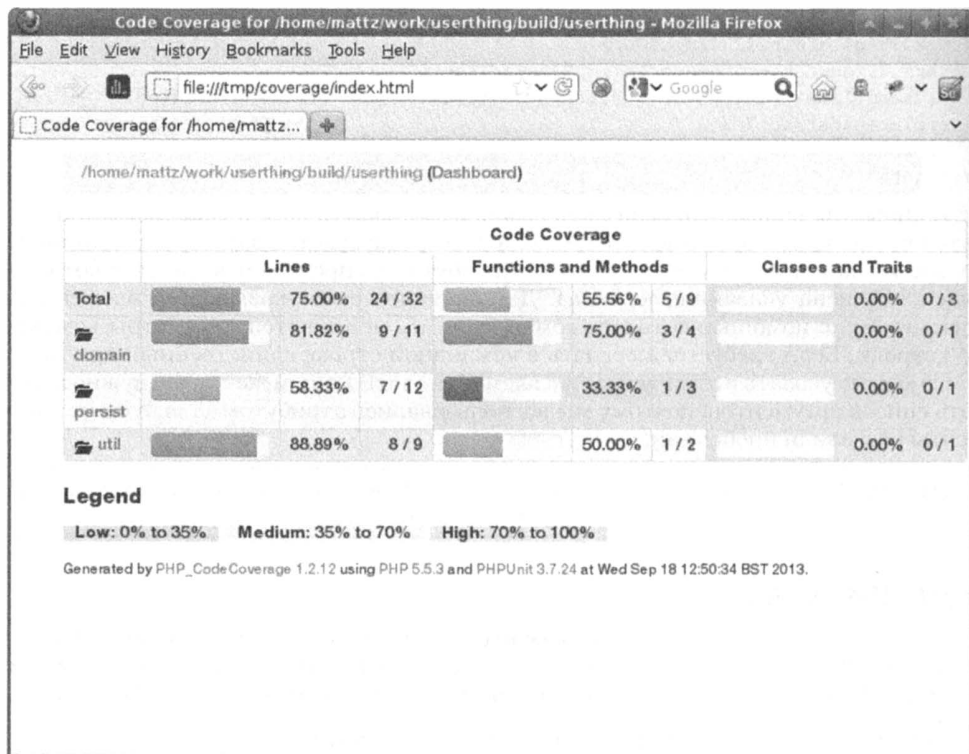 Code Coverage for /home/mattz/work/userthing/build/userthing - Mozilla Firefox
File Edit View History Bookmarks Tools Help
file:///tmp/coverage/index.html Google
Code Coverage for /home/mattz...
/home/mattz/work/userthing/build/userthing (Dashboard)
Code Coverage
Lines Functions and Methods Classes and Traits
Total 75.00% 24 / 32 55.56% 5 / 9 0.00% 0 / 3
domain 81.82% 9 / 11 75.00% 3 / 4 0.00% 0 / 1
persist 58.33% 7 / 12 33.33% 1 / 3 0.00% 0 / 1
util 88.89% 8 / 9 50.00% 1 / 2 0.00% 0 / 1
Legend
Low: 0% to 35% Medium: 35% to 70% High: 70% to 100%
Generated by PHP_CodeCoverage 1.2.12 using PHP 5.5.3 and PHPUnit 3.7.24 at Wed Sep 18 12:50:34 BST 2013.